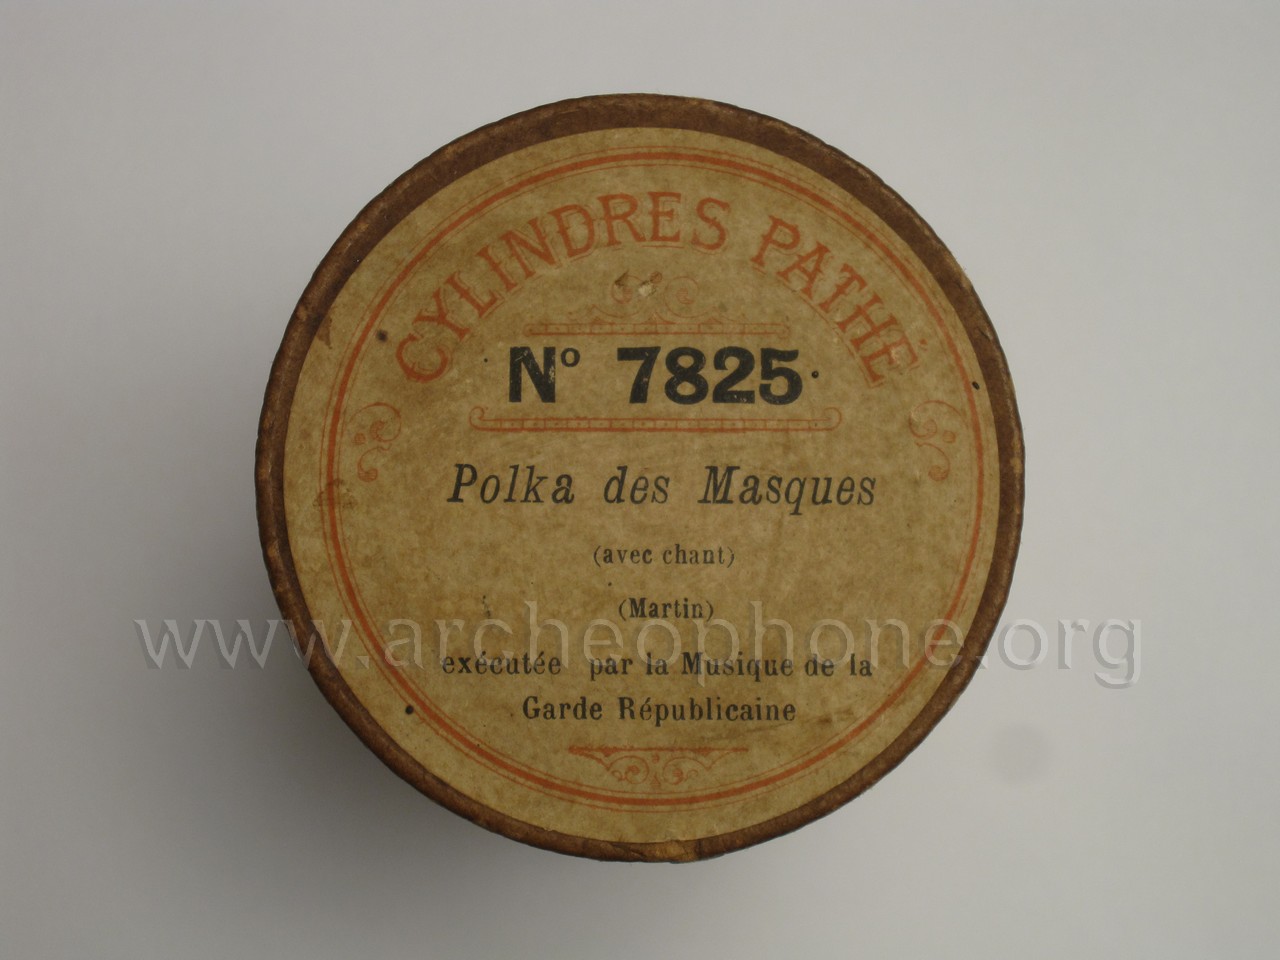 CYLINDRES PATHÉ
Nº 7825
Polka des Masques
(avec chant)
(Martin)
www.archeophone.org
exécutée par la Musique de la
Garde Républicaine